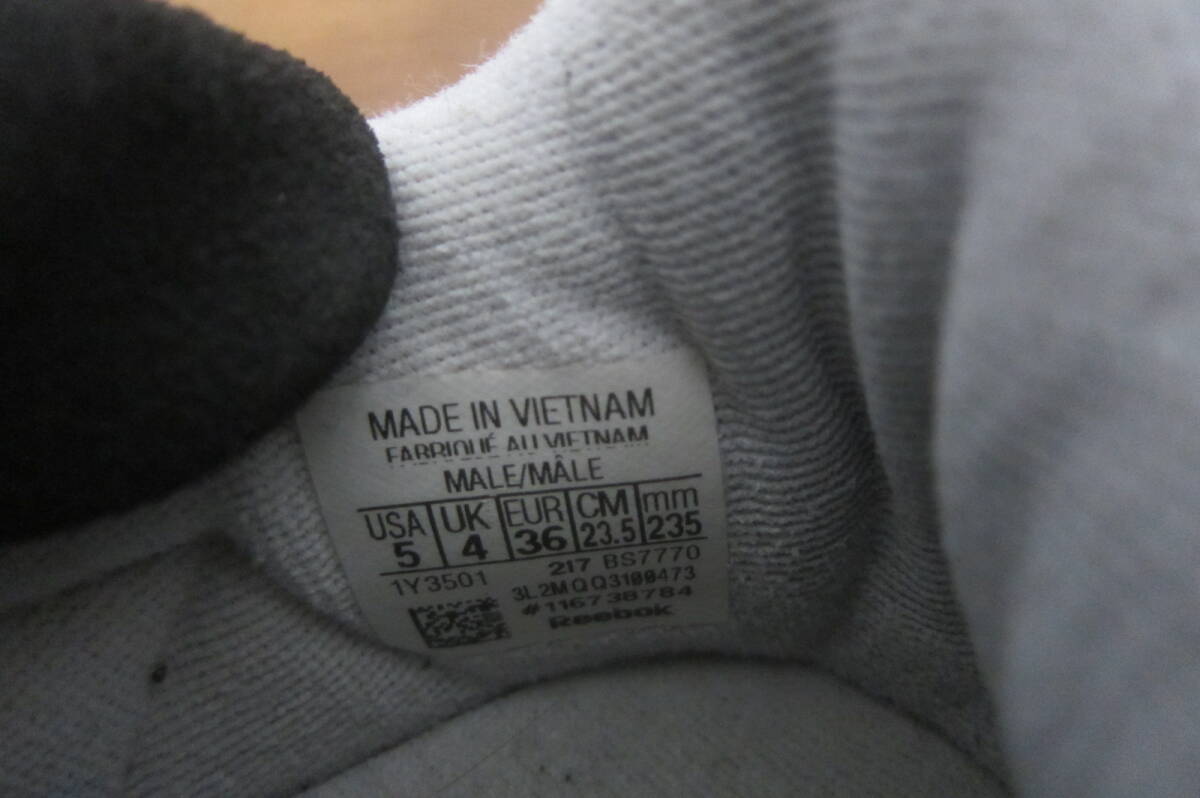 MADE IN VIETNAM
FABRIQUÉ AU VIETNAM
MALE/MÂLE
USA UK EUR CM mm
5 4 36 23.5 235
1Y3501 217 BS7770
3L2MQQ3100473
#116738784
Reebok